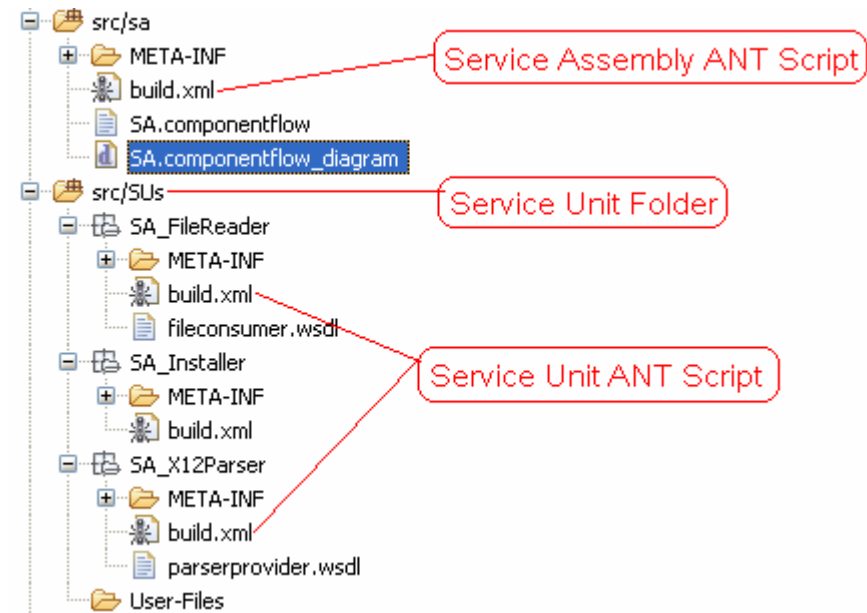 src/sa
META-INF
Service Assembly ANT Script
build.xml
SA.componentflow
SA.componentflow_diagram
src/SUs
Service Unit Folder
SA_FileReader
META-INF
build.xml
fileconsumer.wsdl
SA_Installer
Service Unit ANT Script
META-INF
build.xml
SA_X12Parser
META-INF
build.xml
parserprovider.wsdl
User-Files